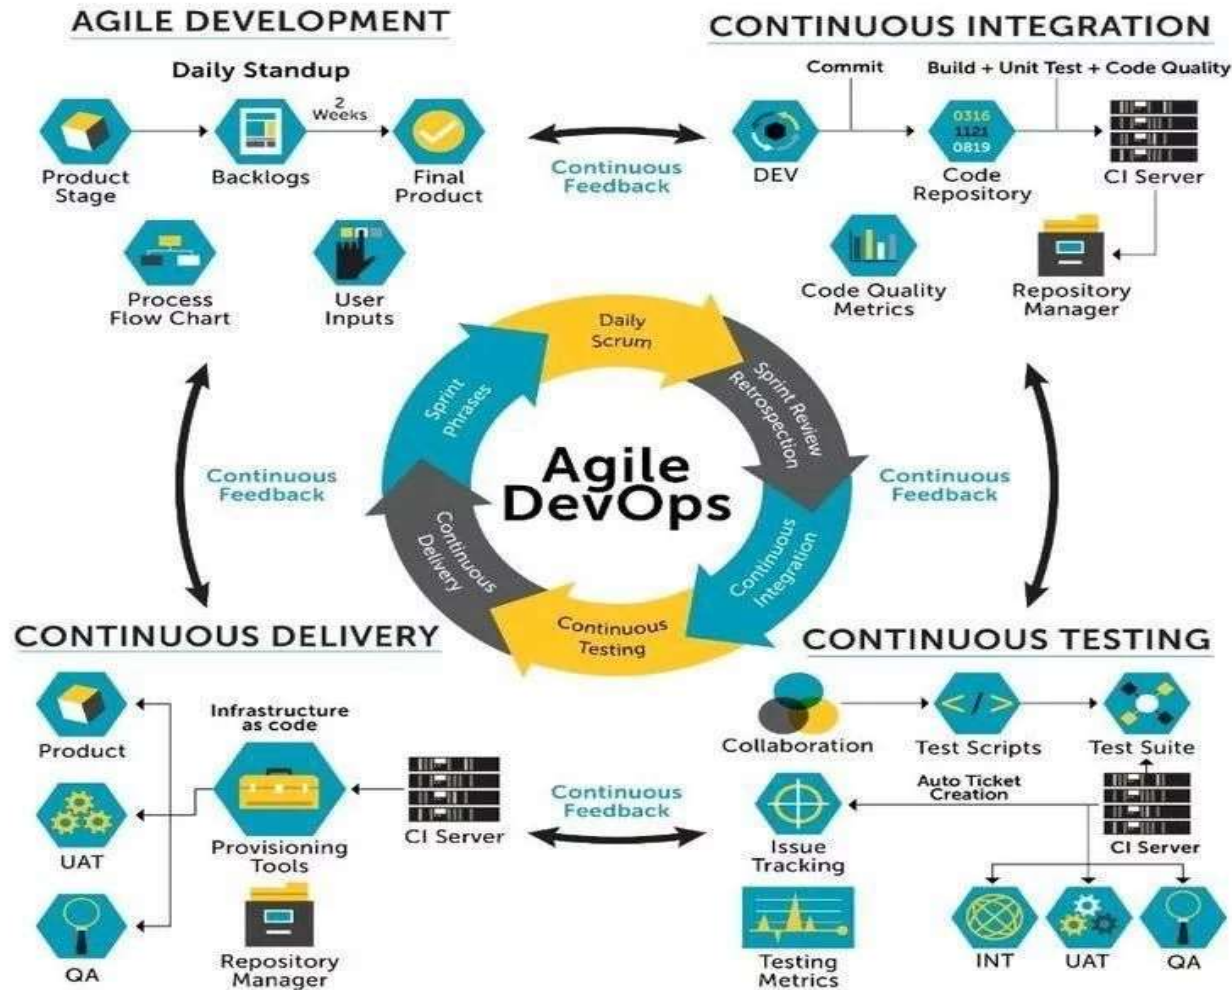 AGILE DEVELOPMENT
Daily Standup
2
Weeks
Product
Stage
Backlogs
Final
Product
Process
Flow Chart
User
Inputs
Continuous
Feedback
CONTINUOUS INTEGRATION
Commit
Build + Unit Test + Code Quality
0316
1121
0819
DEV
Code
Repository
CI Server
Code Quality
Metrics
Repository
Manager
Continuous
Feedback
Daily
Scrum
Sprint Review
Retrospection
Continuous
Integration
Continuous
Testing
Continuous
Delivery
Sprint
Phrases
Agile
DevOps
Continuous
Feedback
CONTINUOUS DELIVERY
Product
UAT
QA
Infrastructure
as code
Provisioning
Tools
Repository
Manager
CI Server
Continuous
Feedback
CONTINUOUS TESTING
Collaboration
</>
Test Scripts
Test Suite
Auto Ticket
Creation
Issue
Tracking
CI Server
Testing
Metrics
INT
UAT
QA